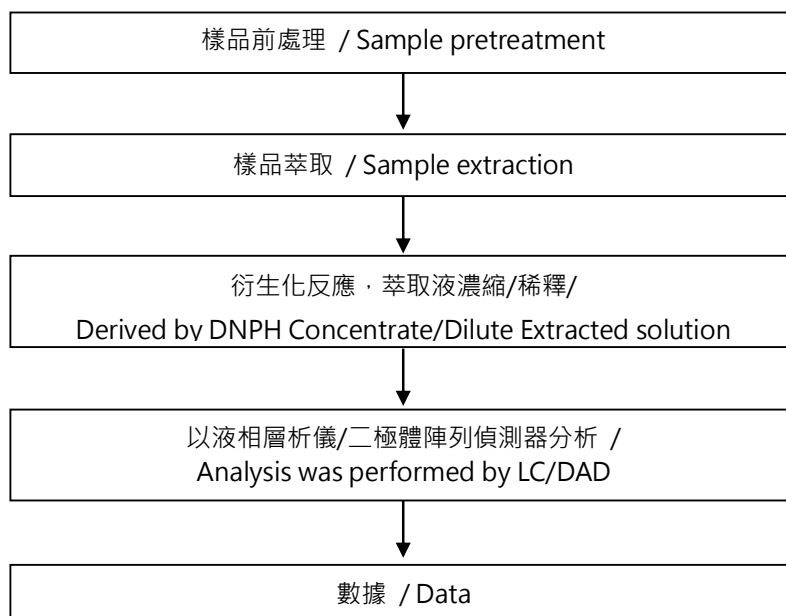 樣品前處理 / Sample pretreatment
樣品萃取 / Sample extraction
衍生化反應，萃取液濃縮/稀釋/
Derived by DNPH Concentrate/Dilute Extracted solution
以液相層析儀/二極體陣列偵測器分析 /
Analysis was performed by LC/DAD
數據 / Data